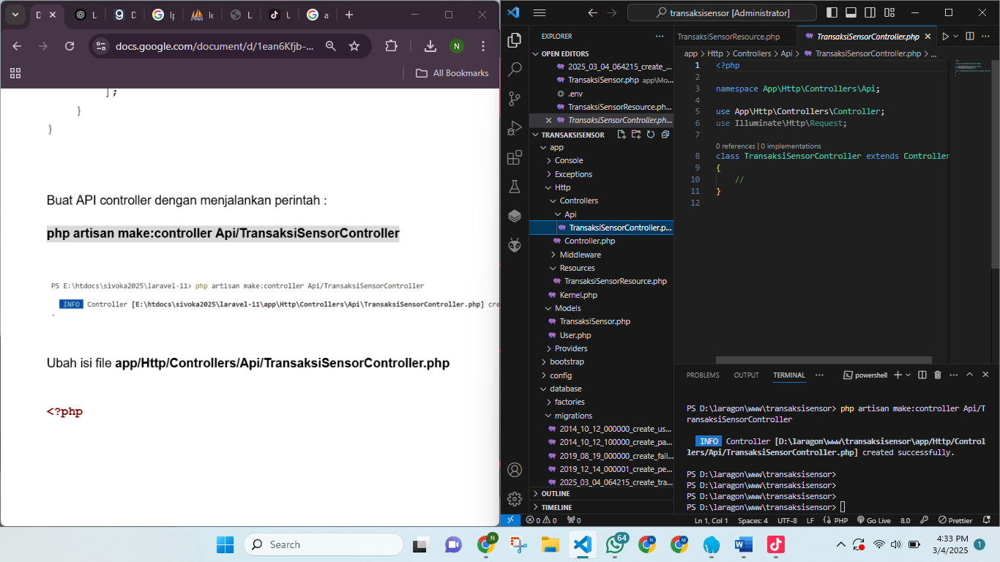 docs.google.com/document/d/1ean6Kfjb-...
All Bookmarks
];
}
}
Buat API controller dengan menjalankan perintah :
php artisan make:controller Api/TransaksiSensorController
PS E:\htdocs\sivoka2025\laravel-11> php artisan make:controller Api/TransaksiSensorController
INFO Controller [E:\htdocs\sivoka2025\laravel-11\app\Http\Controllers\Api\TransaksiSensorController.php] cre
.
Ubah isi file app/Http/Controllers/Api/TransaksiSensorController.php
<?php
transaksisensor [Administrator]
EXPLORER
OPEN EDITORS
2025_03_04_064215_create_...
TransaksiSensor.php app\Mo...
.env
TransaksiSensorResource.ph...
TransaksiSensorController.ph...
TRANSAKSISENSOR
app
Console
Exceptions
Http
Controllers
Api
TransaksiSensorController.p...
Controller.php
Middleware
Resources
TransaksiSensorResource.php
Kernel.php
Models
TransaksiSensor.php
User.php
Providers
bootstrap
config
database
factories
migrations
2014_10_12_000000_create_us...
2014_10_12_100000_create_pa...
2019_08_19_000000_create_fail...
2019_12_14_000001_create_pe...
2025_03_04_064215_create_tra...
OUTLINE
TIMELINE
TransaksiSensorResource.php
TransaksiSensorController.php
app > Http > Controllers > Api > TransaksiSensorController.php > ...
1 <?php
2
3 namespace App\Http\Controllers\Api;
4
5 use App\Http\Controllers\Controller;
6 use Illuminate\Http\Request;
7
0 references | 0 implementations
8 class TransaksiSensorController extends Controller
9 {
10 //
11 }
12
PROBLEMS OUTPUT TERMINAL ... powershell
PS D:\laragon\www\transaksisensor> php artisan make:controller Api/T
ransaksiSensorController
INFO Controller [D:\laragon\www\transaksisensor\app/Http/Control
lers/Api/TransaksiSensorController.php] created successfully.
PS D:\laragon\www\transaksisensor>
PS D:\laragon\www\transaksisensor>
PS D:\laragon\www\transaksisensor>
PS D:\laragon\www\transaksisensor>
0 0 0 Ln 1, Col 1 Spaces: 4 UTF-8 LF PHP Go Live 8.0 Prettier
Search
64
4:33 PM
3/4/2025
1